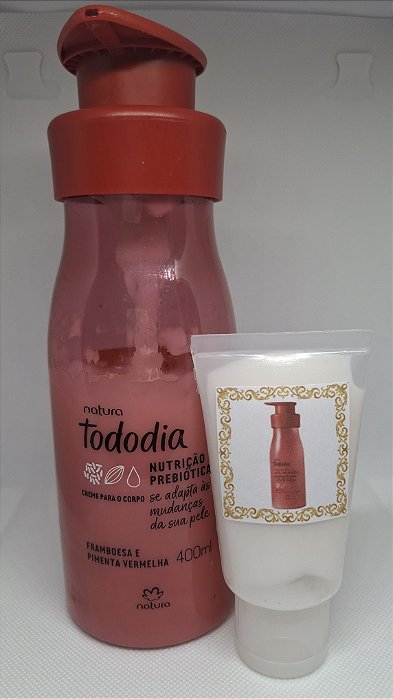 natura
Tododia
NUTRIÇÃO
PREBIÓTICA
CREME PARA O CORPO
se adapta às
mudanças
da sua pele
FRAMBOESA E
PIMENTA VERMELHA
400ml
natura
Tododia